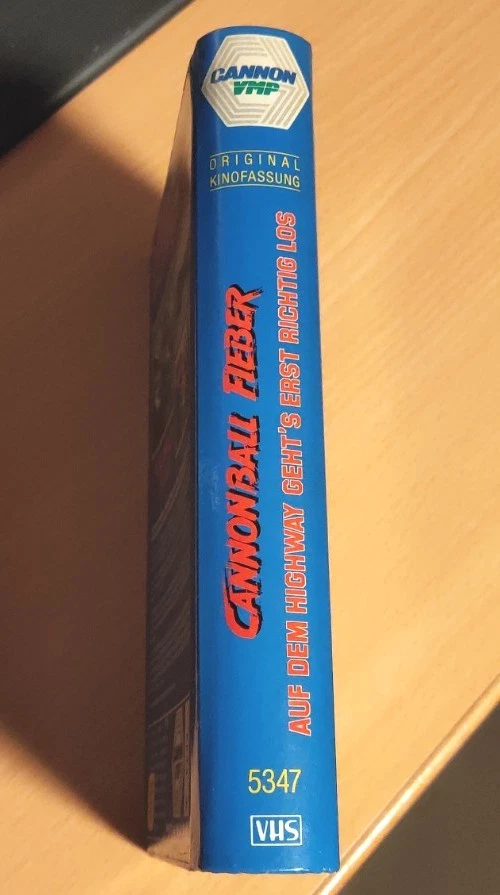 CANNON
VMP
ORIGINAL
KINOFASSUNG
CANNONBALL FIEBER
AUF DEM HIGHWAY GEHT'S ERST RICHTIG LOS
5347
VHS